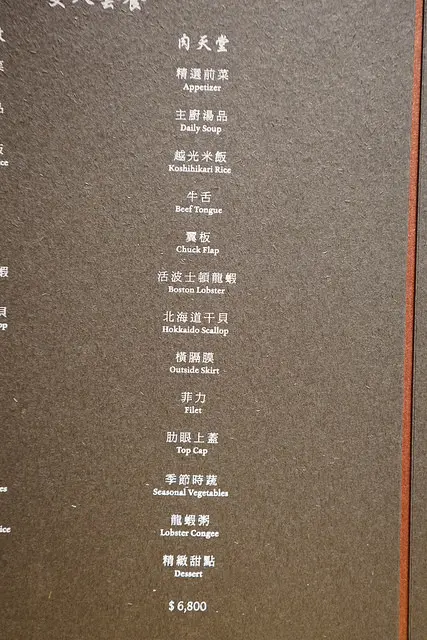 肉天堂
精選前菜
Appetizer
主廚湯品
Daily Soup
越光米飯
Koshihikari Rice
牛舌
Beef Tongue
翼板
Chuck Flap
活波士頓龍蝦
Boston Lobster
北海道干貝
Hokkaido Scallop
橫膈膜
Outside Skirt
菲力
Filet
肋眼上蓋
Top Cap
季節時蔬
Seasonal Vegetables
龍蝦粥
Lobster Congee
精緻甜點
Dessert
$ 6,800